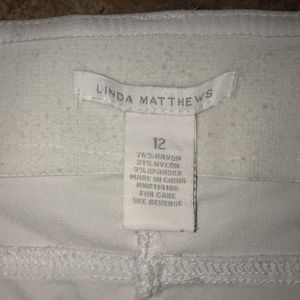 LINDA MATTHEWS
12
76%RAYON
21%NYLON
3%SPANDEX
MADE IN CHINA
FOR CARE
SEE REVERSE